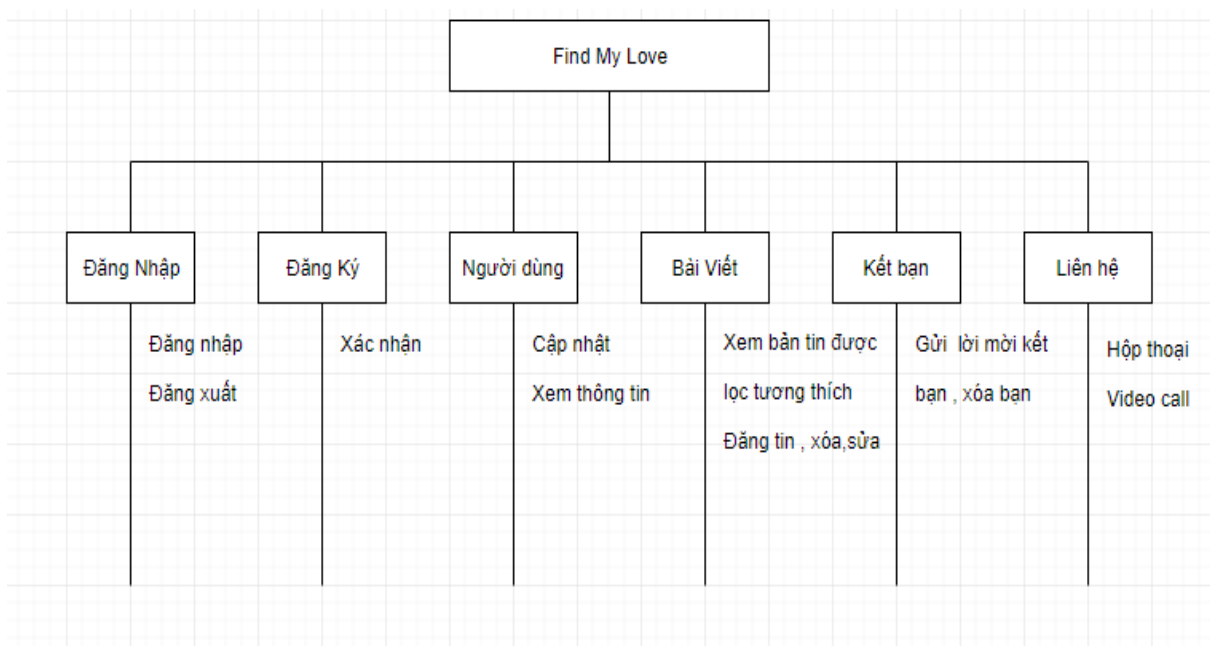 Find My Love
Đăng Nhập
Đăng Ký
Người dùng
Bài Viết
Kết bạn
Liên hệ
Đăng nhập
Đăng xuất
Xác nhận
Cập nhật
Xem thông tin
Xem bản tin được
lọc tương thích
Đăng tin , xóa,sửa
Gửi lời mời kết
bạn , xóa bạn
Hộp thoại
Video call